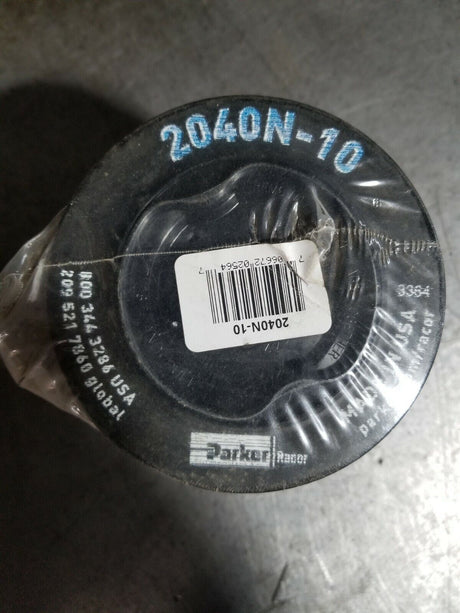 2040N-10
7 06672 02564 7
2040N-10
3364
MADE IN USA
800 344 3286 USA
209 521 7860 Global
Parker Racor